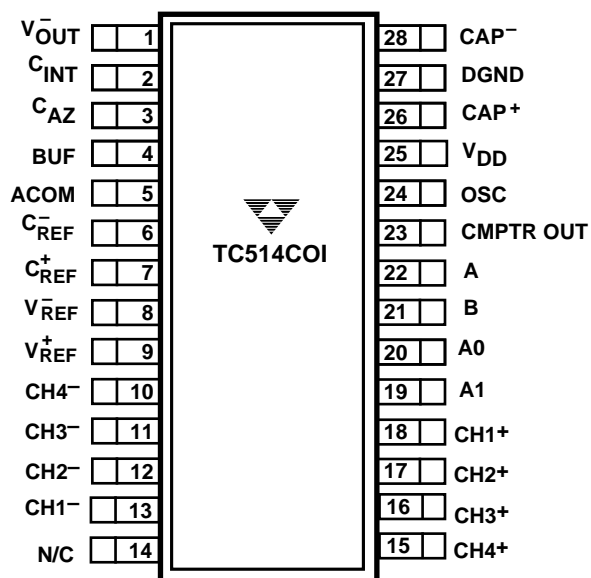 V⁻OUT 1 28 CAP⁻
CINT 2 27 DGND
CAZ 3 26 CAP⁺
BUF 4 25 VDD
ACOM 5 24 OSC
C⁻REF 6 23 CMPTR OUT
C⁺REF 7 22 A
V⁻REF 8 21 B
V⁺REF 9 20 A0
CH4⁻ 10 19 A1
CH3⁻ 11 18 CH1+
CH2⁻ 12 17 CH2+
CH1⁻ 13 16 CH3+
N/C 14 15 CH4+
TC514COI